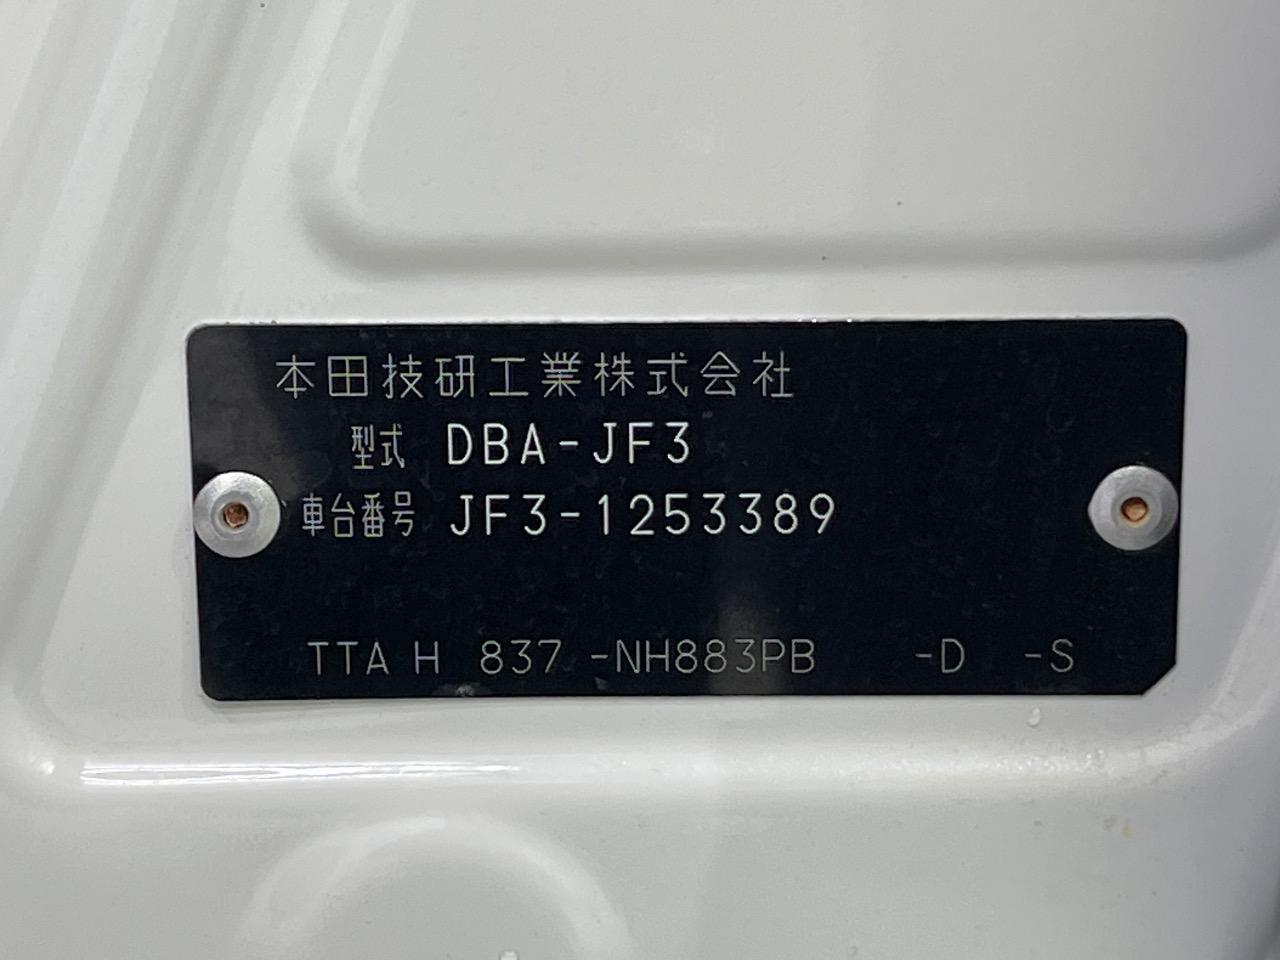 本田技研工業株式会社
型式 DBA-JF3
車台番号 JF3-1253389
TTA H 837 -NH883PB -D -S